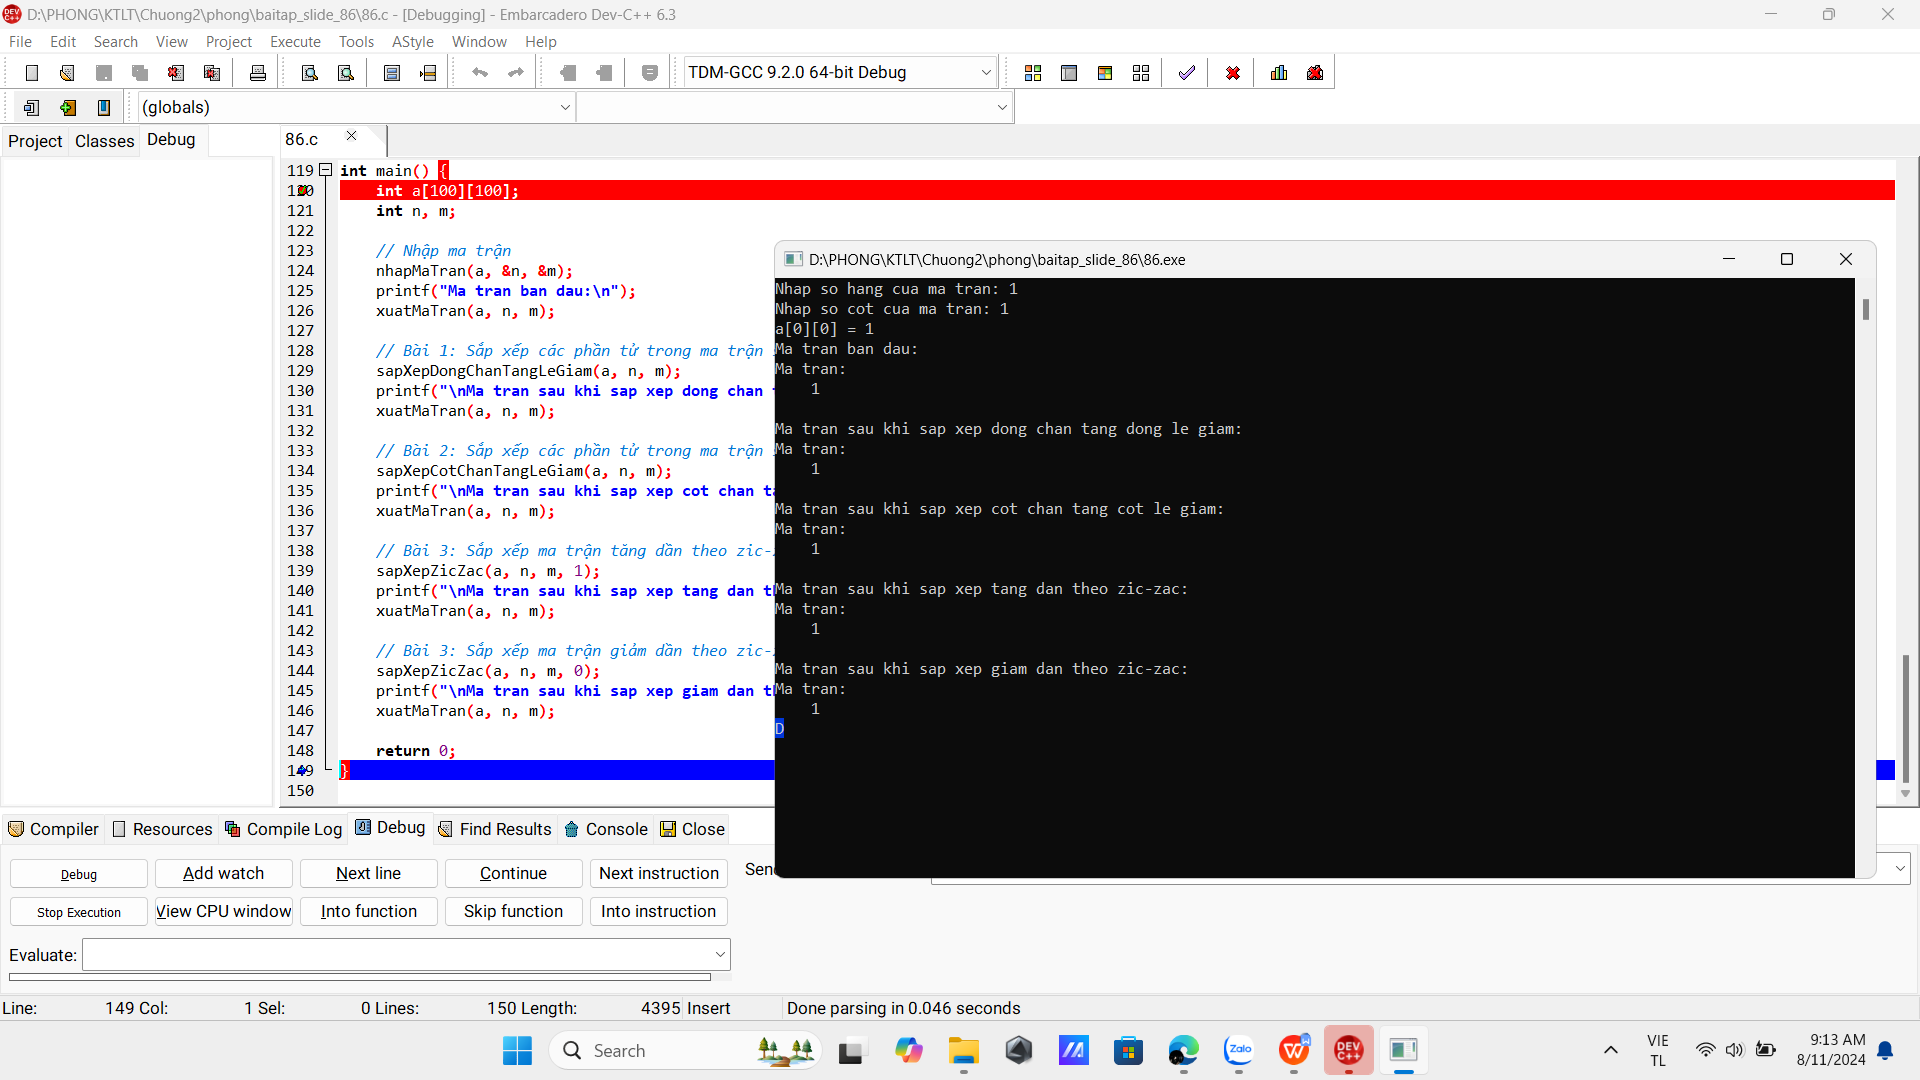 D:\PHONG\KTLT\Chuong2\phong\baitap_slide_86\86.c - [Debugging] - Embarcadero Dev-C++ 6.3
File Edit Search View Project Execute Tools AStyle Window Help
TDM-GCC 9.2.0 64-bit Debug
(globals)
Project Classes Debug
86.c
119 int main() {
120 int a[100][100];
121 int n, m;
122
123 // Nhập ma trận
124 nhapMaTran(a, &n, &m);
125 printf("Ma tran ban dau:\n");
126 xuatMaTran(a, n, m);
127
128 // Bài 1: Sắp xếp các phần tử trong ma trận
129 sapXepDongChanTangLeGiam(a, n, m);
130 printf("\nMa tran sau khi sap xep dong chan
131 xuatMaTran(a, n, m);
132
133 // Bài 2: Sắp xếp các phần tử trong ma trận
134 sapXepCotChanTangLeGiam(a, n, m);
135 printf("\nMa tran sau khi sap xep cot chan ta
136 xuatMaTran(a, n, m);
137
138 // Bài 3: Sắp xếp ma trận tăng dần theo zic-
139 sapXepZicZac(a, n, m, 1);
140 printf("\nMa tran sau khi sap xep tang dan t
141 xuatMaTran(a, n, m);
142
143 // Bài 3: Sắp xếp ma trận giảm dần theo zic-
144 sapXepZicZac(a, n, m, 0);
145 printf("\nMa tran sau khi sap xep giam dan t
146 xuatMaTran(a, n, m);
147
148 return 0;
149 }
150
D:\PHONG\KTLT\Chuong2\phong\baitap_slide_86\86.exe
Nhap so hang cua ma tran: 1
Nhap so cot cua ma tran: 1
a[0][0] = 1
Ma tran ban dau:
Ma tran:
1
Ma tran sau khi sap xep dong chan tang dong le giam:
Ma tran:
1
Ma tran sau khi sap xep cot chan tang cot le giam:
Ma tran:
1
Ma tran sau khi sap xep tang dan theo zic-zac:
Ma tran:
1
Ma tran sau khi sap xep giam dan theo zic-zac:
Ma tran:
1
D
Compiler Resources Compile Log Debug Find Results Console Close
Debug Add watch Next line Continue Next instruction Sen
Stop Execution View CPU window Into function Skip function Into instruction
Evaluate:
Line: 149 Col: 1 Sel: 0 Lines: 150 Length: 4395 Insert Done parsing in 0.046 seconds
Search
Zalo
DEV C++
VIE
TL
9:13 AM
8/11/2024